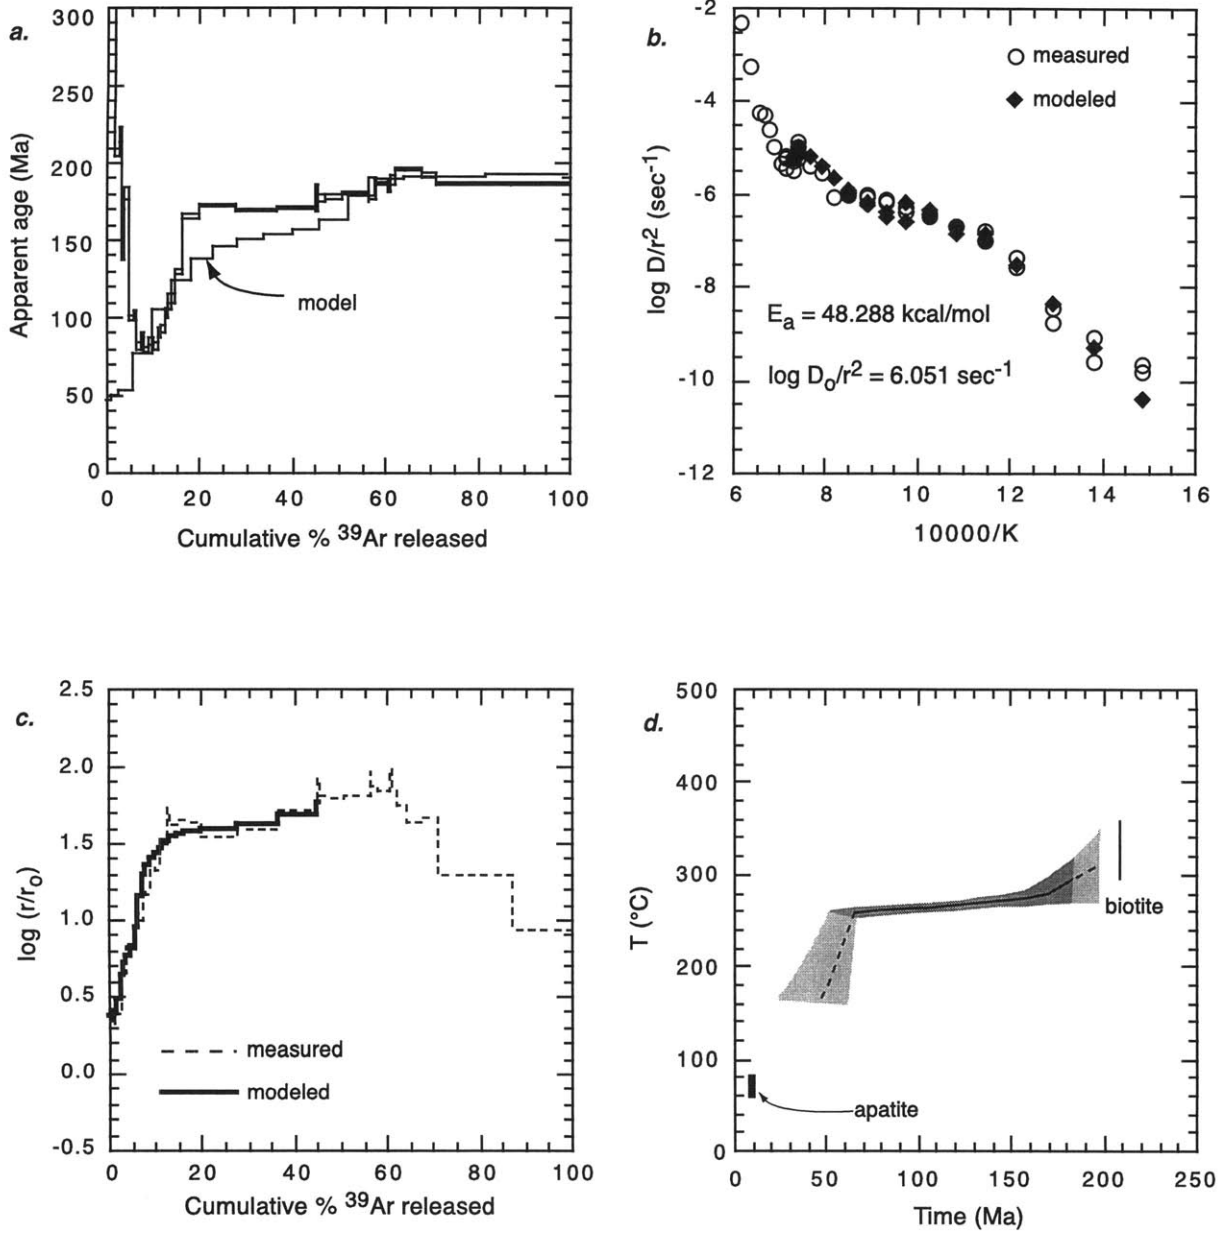 a.
300
250
200
150
100
50
0
Apparent age (Ma)
model
0 20 40 60 80 100
Cumulative % ³⁹Ar released
b.
-2
-4
-6
-8
-10
-12
log D/r² (sec⁻¹)
measured
modeled
Eₐ = 48.288 kcal/mol
log Dₒ/r² = 6.051 sec⁻¹
6 8 10 12 14 16
10000/K
c.
2.5
2.0
1.5
1.0
0.5
0.0
-0.5
log (r/rₒ)
measured
modeled
0 20 40 60 80 100
Cumulative % ³⁹Ar released
d.
500
400
300
200
100
0
T (°C)
biotite
apatite
0 50 100 150 200 250
Time (Ma)